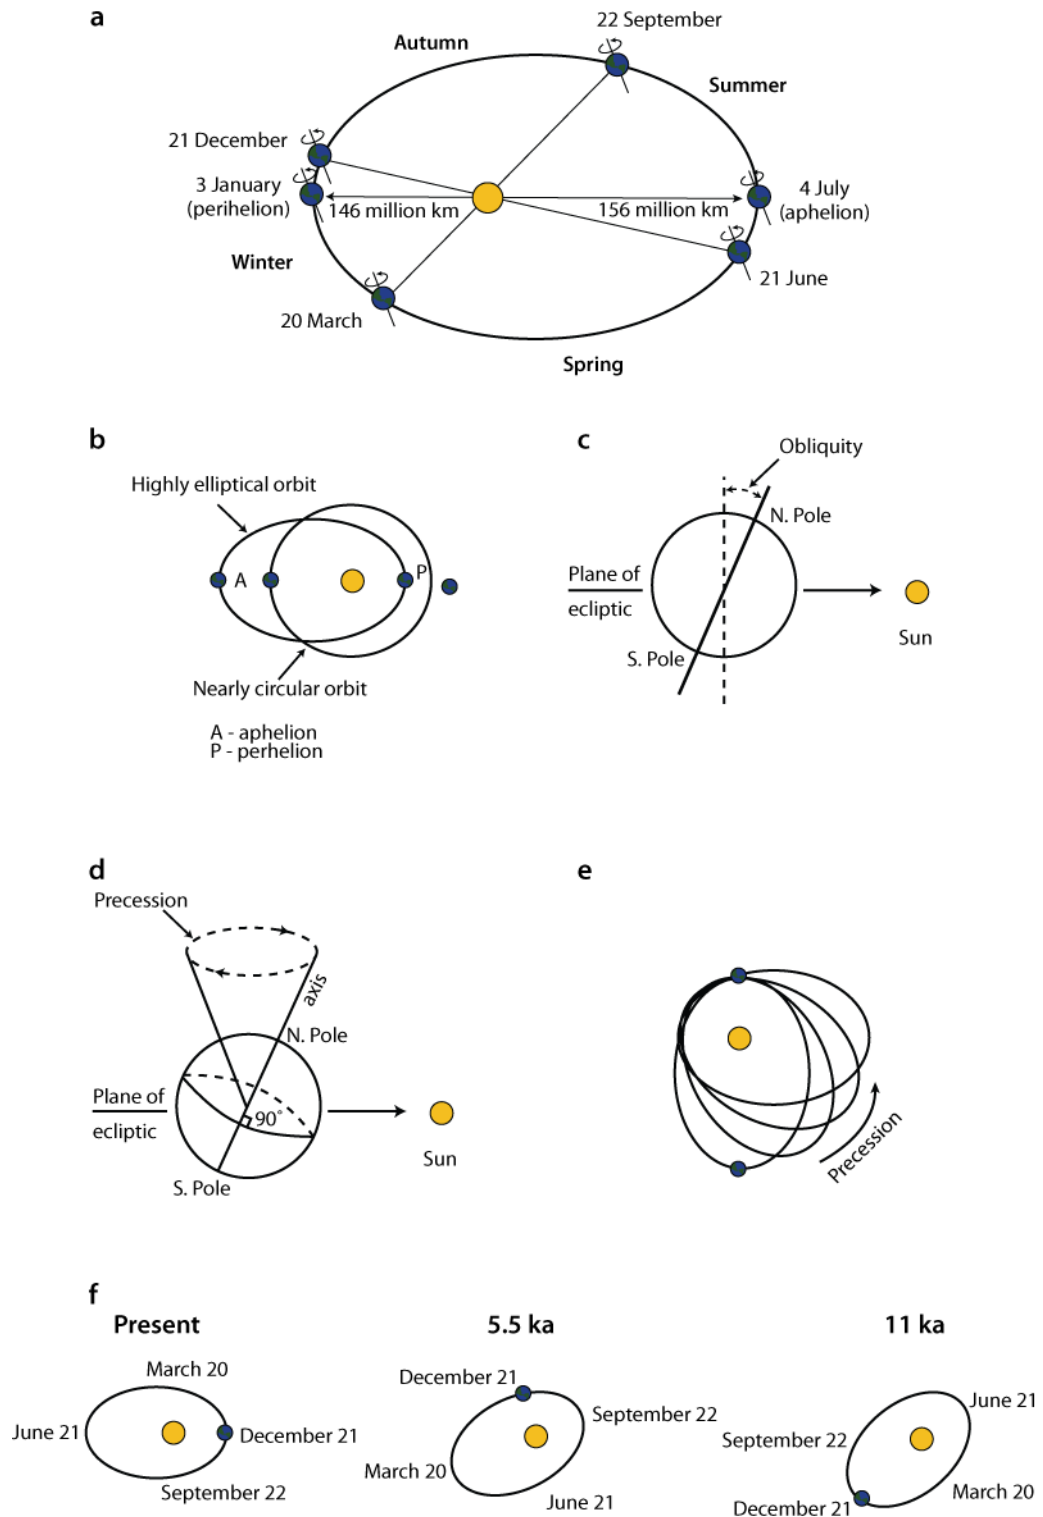 a
22 September
Autumn
Summer
21 December
3 January
(perihelion)
146 million km
156 million km
4 July
(aphelion)
Winter
21 June
20 March
Spring
b
Highly elliptical orbit
A
P
Nearly circular orbit
A - aphelion
P - perhelion
c
Obliquity
N. Pole
Plane of
ecliptic
S. Pole
Sun
d
Precession
axis
N. Pole
Plane of
ecliptic
90°
S. Pole
Sun
e
Precession
f
Present
March 20
June 21
December 21
September 22
5.5 ka
December 21
September 22
March 20
June 21
11 ka
June 21
September 22
March 20
December 21